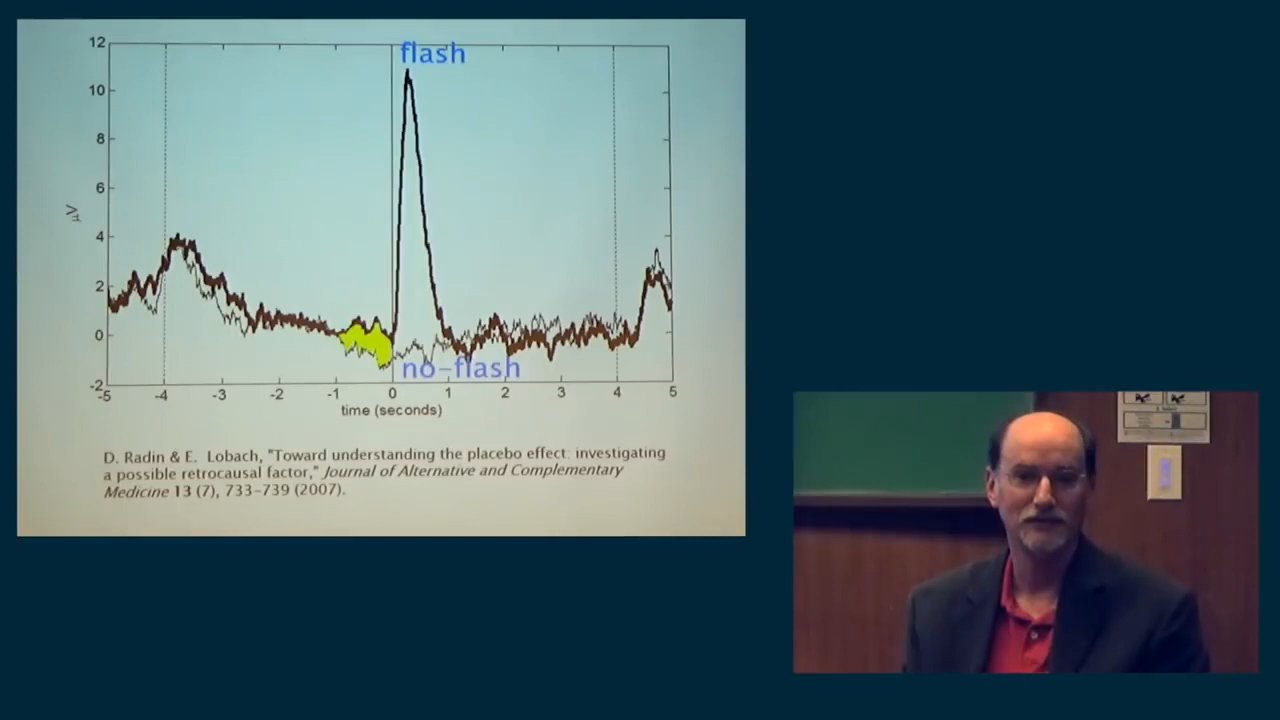 flash
12
10
8
6
4
2
0
-2
μV
no-flash
-5 -4 -3 -2 -1 0 1 2 3 4 5
time (seconds)
D. Radin & E. Lobach, "Toward understanding the placebo effect: investigating
a possible retrocausal factor," Journal of Alternative and Complementary
Medicine 13 (7), 733-739 (2007).